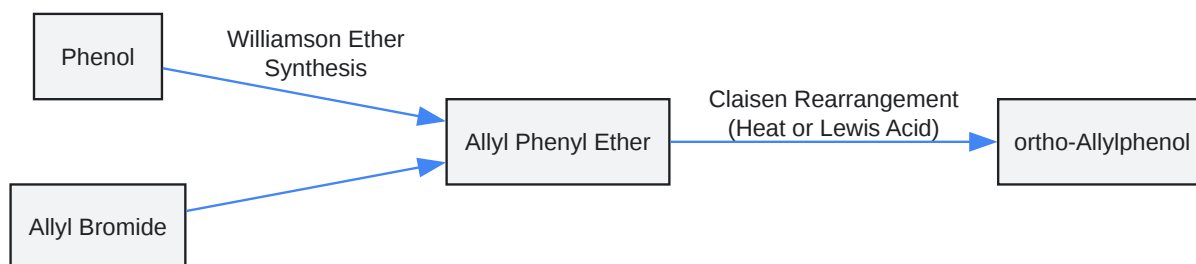 Phenol
Williamson Ether
Synthesis
Allyl Bromide
Allyl Phenyl Ether
Claisen Rearrangement
(Heat or Lewis Acid)
ortho-Allylphenol